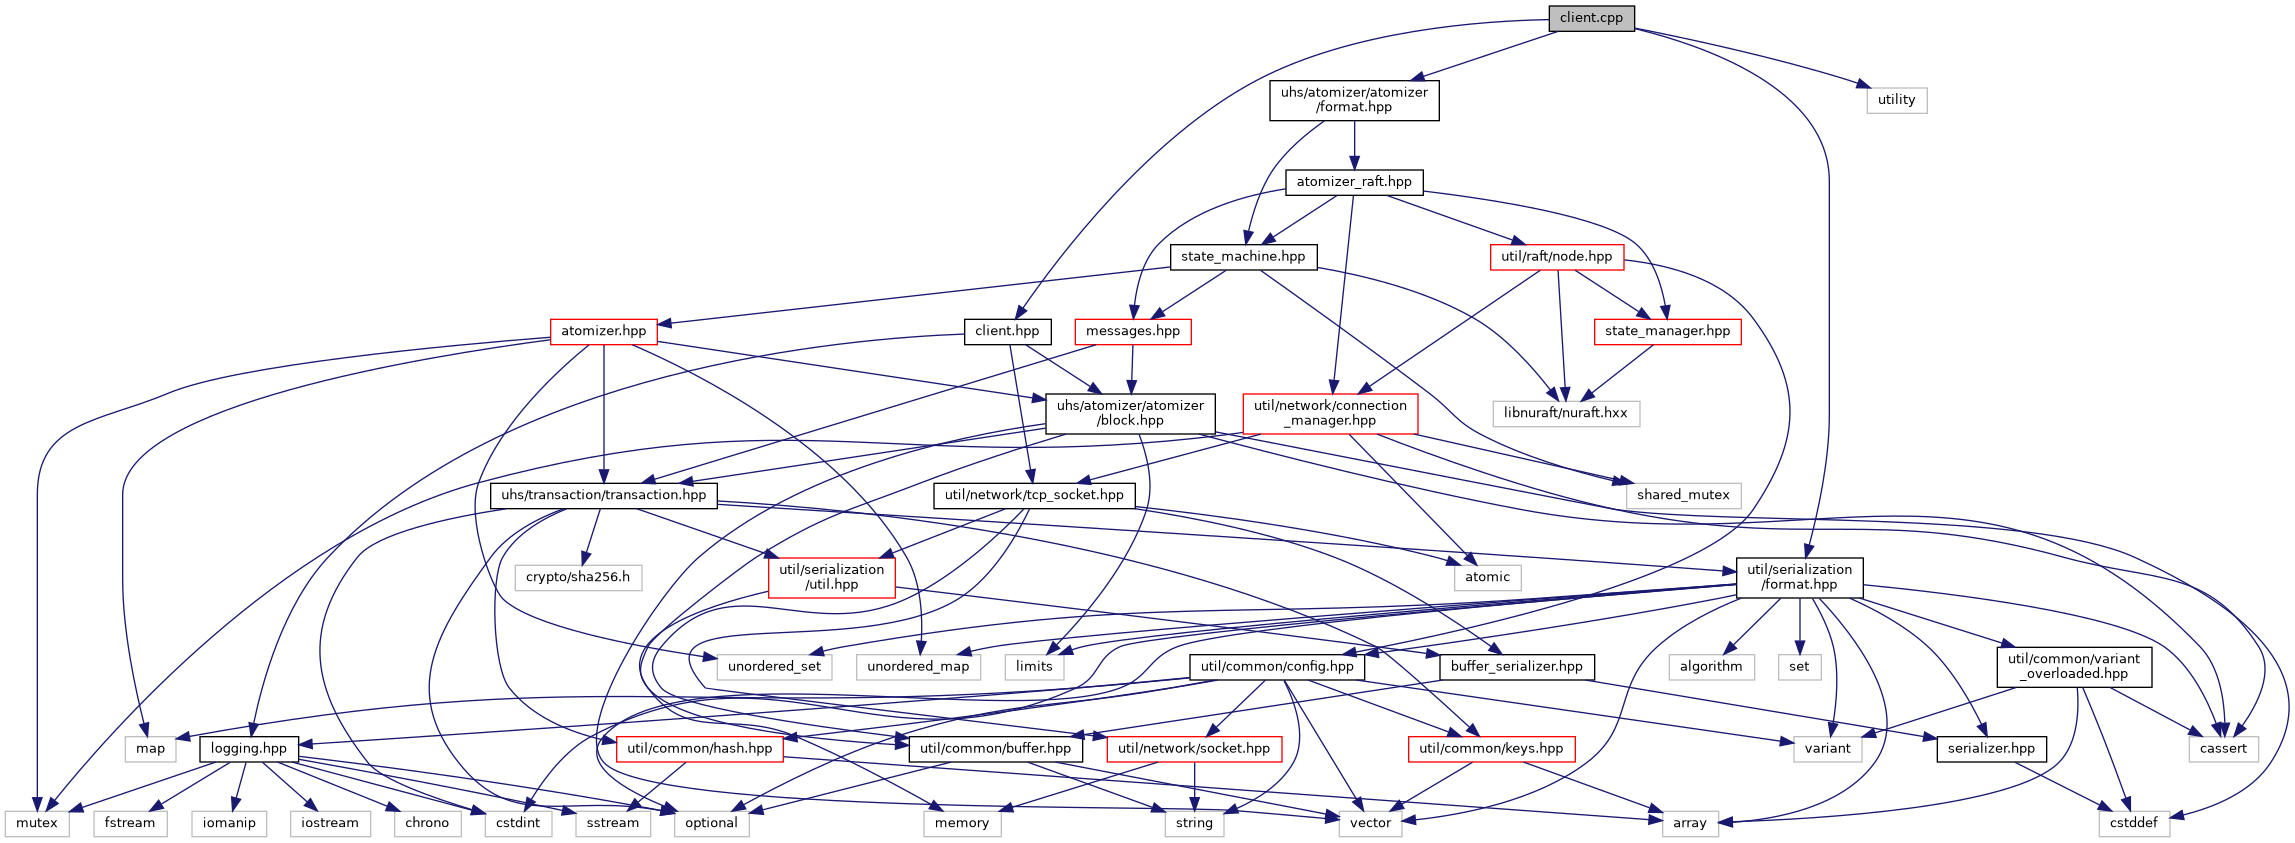 client.cpp
uhs/atomizer/atomizer
/format.hpp
utility
atomizer_raft.hpp
state_machine.hpp
util/raft/node.hpp
atomizer.hpp
client.hpp
messages.hpp
state_manager.hpp
uhs/atomizer/atomizer
/block.hpp
util/network/connection
_manager.hpp
libnuraft/nuraft.hxx
uhs/transaction/transaction.hpp
util/network/tcp_socket.hpp
shared_mutex
crypto/sha256.h
util/serialization
/util.hpp
atomic
util/serialization
/format.hpp
unordered_set
unordered_map
limits
util/common/config.hpp
buffer_serializer.hpp
algorithm
set
util/common/variant
_overloaded.hpp
map
logging.hpp
util/common/hash.hpp
util/common/buffer.hpp
util/network/socket.hpp
util/common/keys.hpp
variant
serializer.hpp
cassert
mutex
fstream
iomanip
iostream
chrono
cstdint
sstream
optional
memory
string
vector
array
cstddef